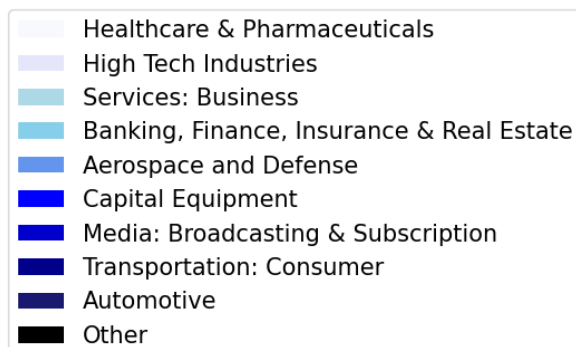 Healthcare & Pharmaceuticals
High Tech Industries
Services: Business
Banking, Finance, Insurance & Real Estate
Aerospace and Defense
Capital Equipment
Media: Broadcasting & Subscription
Transportation: Consumer
Automotive
Other